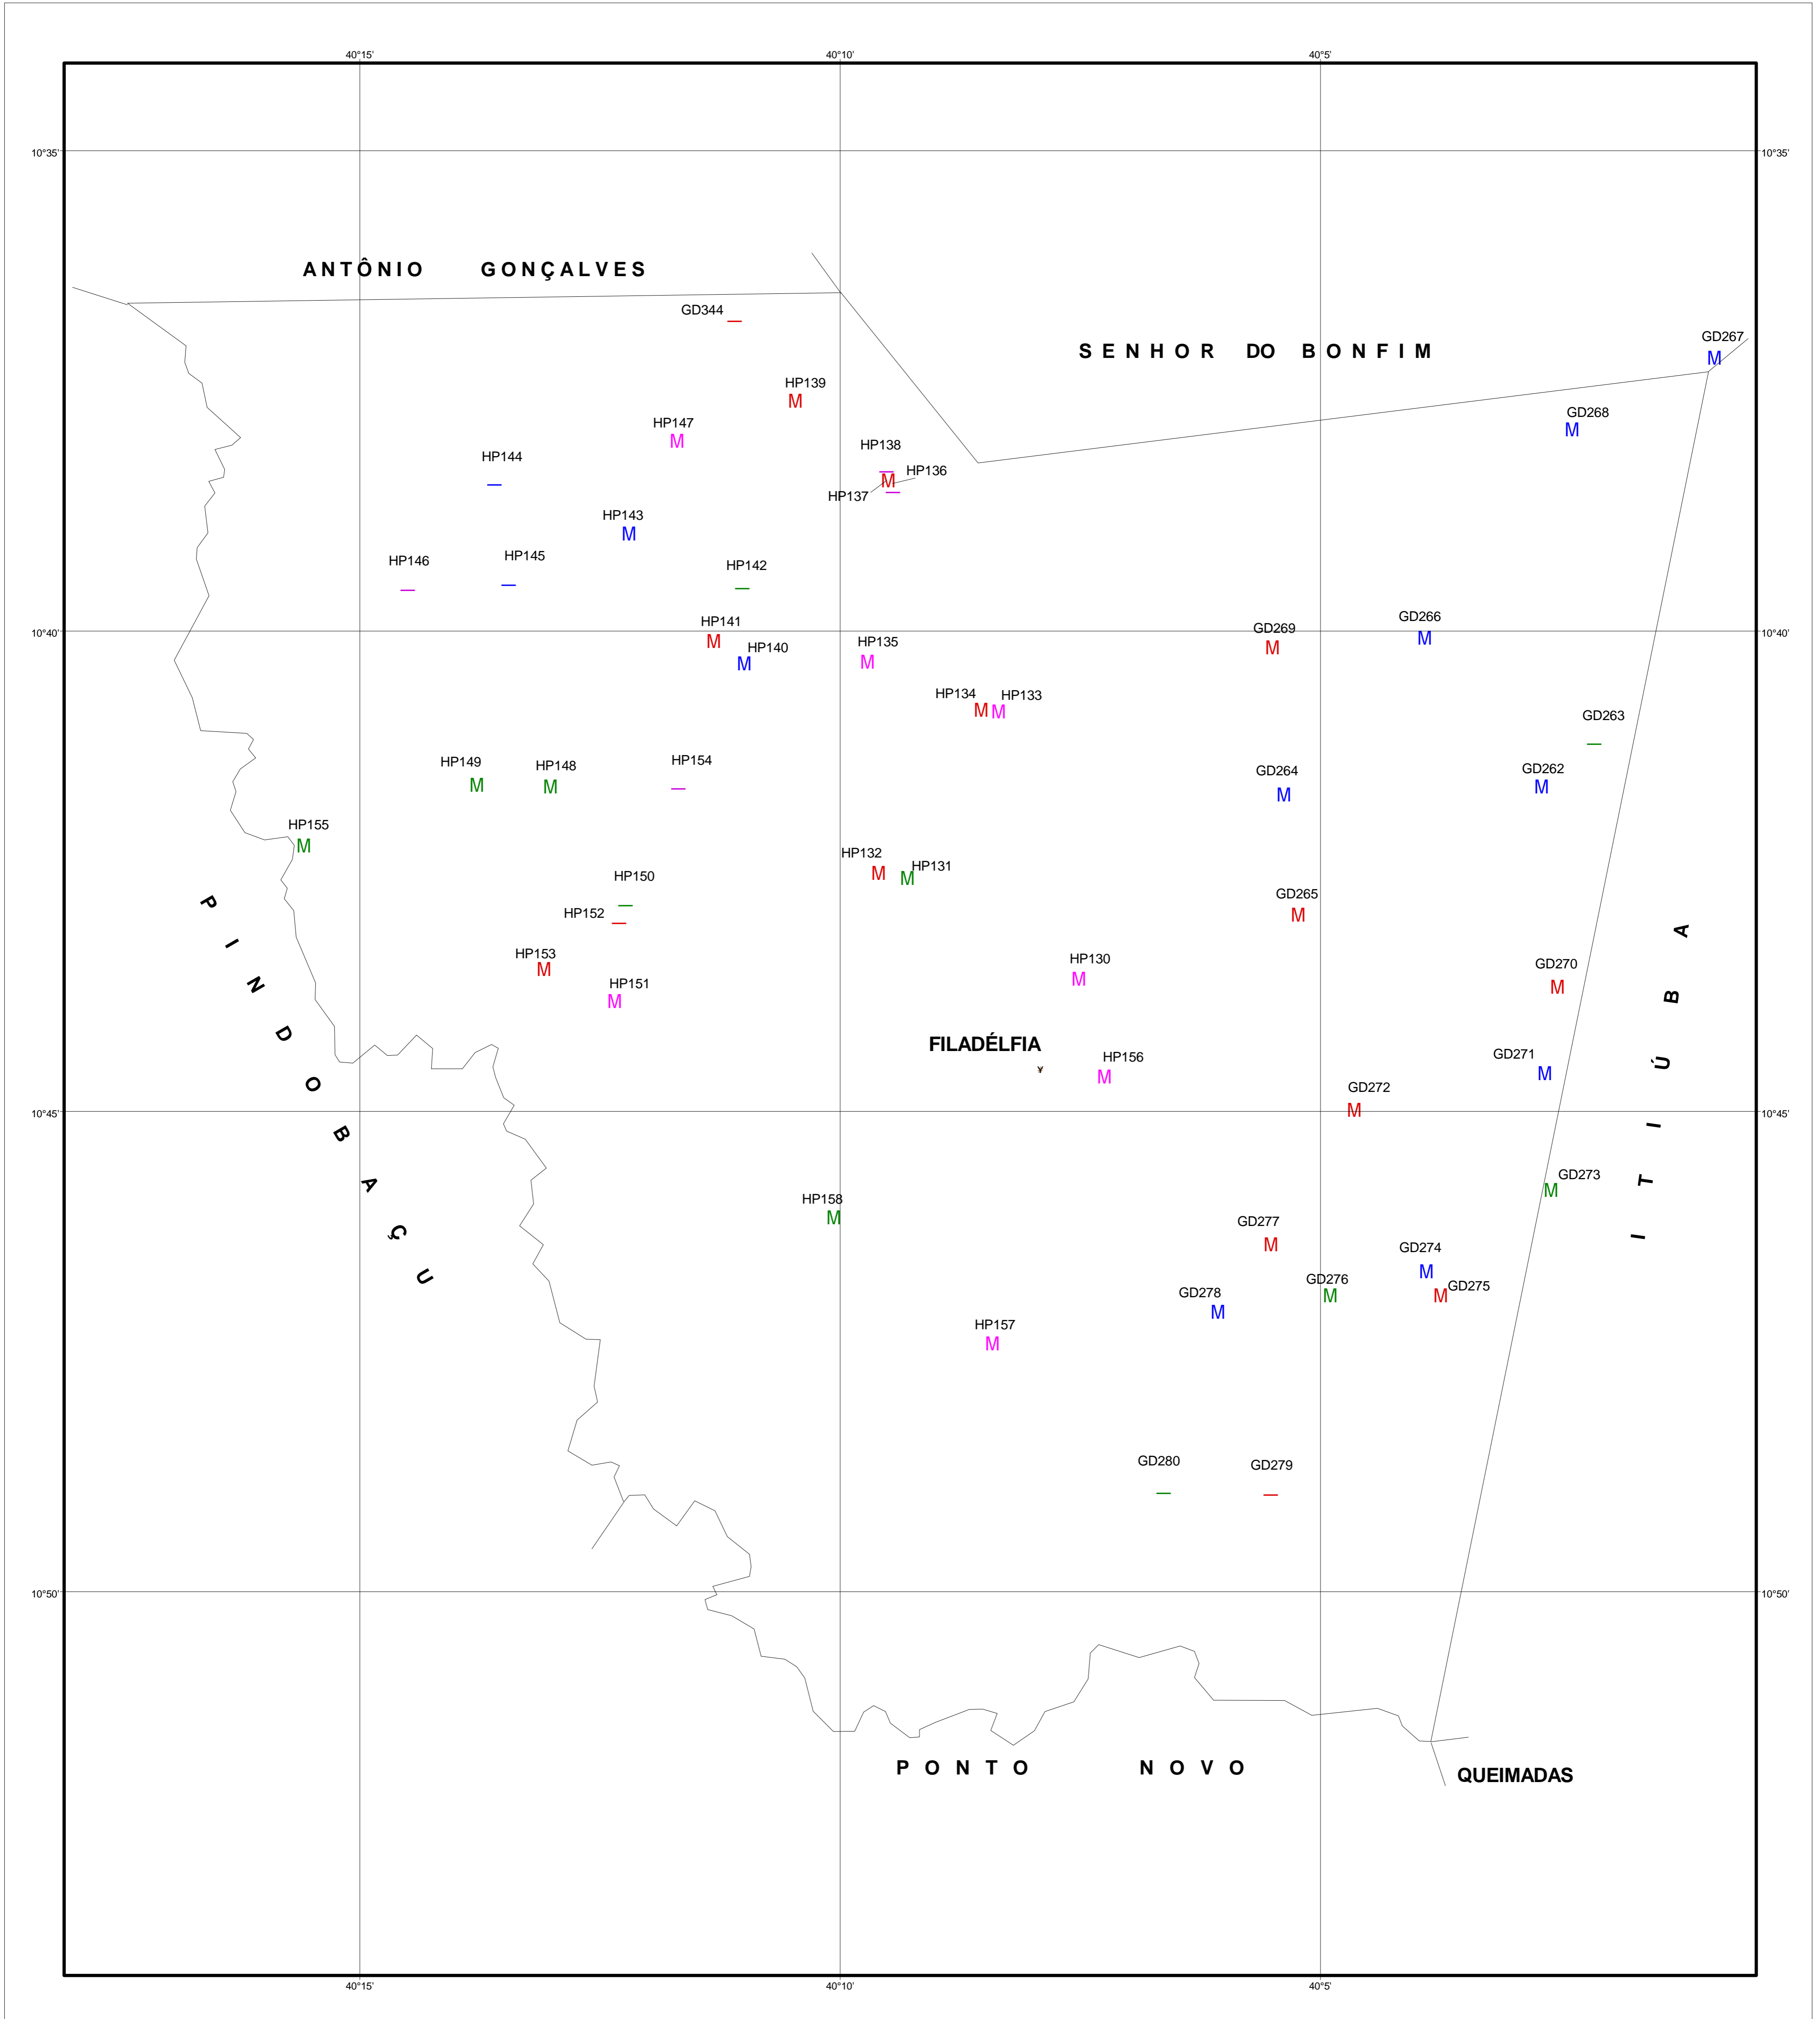 40°15'
40°10'
40°5'
10°35'
10°35'
ANTÔNIO GONÇALVES
GD344
SENHOR DO BONFIM
GD267
M
HP139
M
HP147
M
GD268
M
HP138
HP136
M
HP137
HP144
HP143
M
HP145
HP146
HP142
10°40'
10°40'
HP141
M
HP140
M
HP135
M
GD269
M
GD266
M
HP134
M
HP133
M
GD263
HP149
M
HP148
M
HP154
GD264
M
GD262
M
HP155
M
HP132
M
HP131
M
HP150
HP152
GD265
M
HP153
M
HP151
M
HP130
M
GD270
M
PINDOBAÇU
ITIÚBA
FILADÉLFIA
Y
HP156
M
GD271
M
GD272
M
10°45'
10°45'
GD273
M
HP158
M
GD277
M
GD274
M
GD275
M
GD276
M
GD278
M
HP157
M
GD280
GD279
10°50'
10°50'
PONTO NOVO
QUEIMADAS
40°15'
40°10'
40°5'